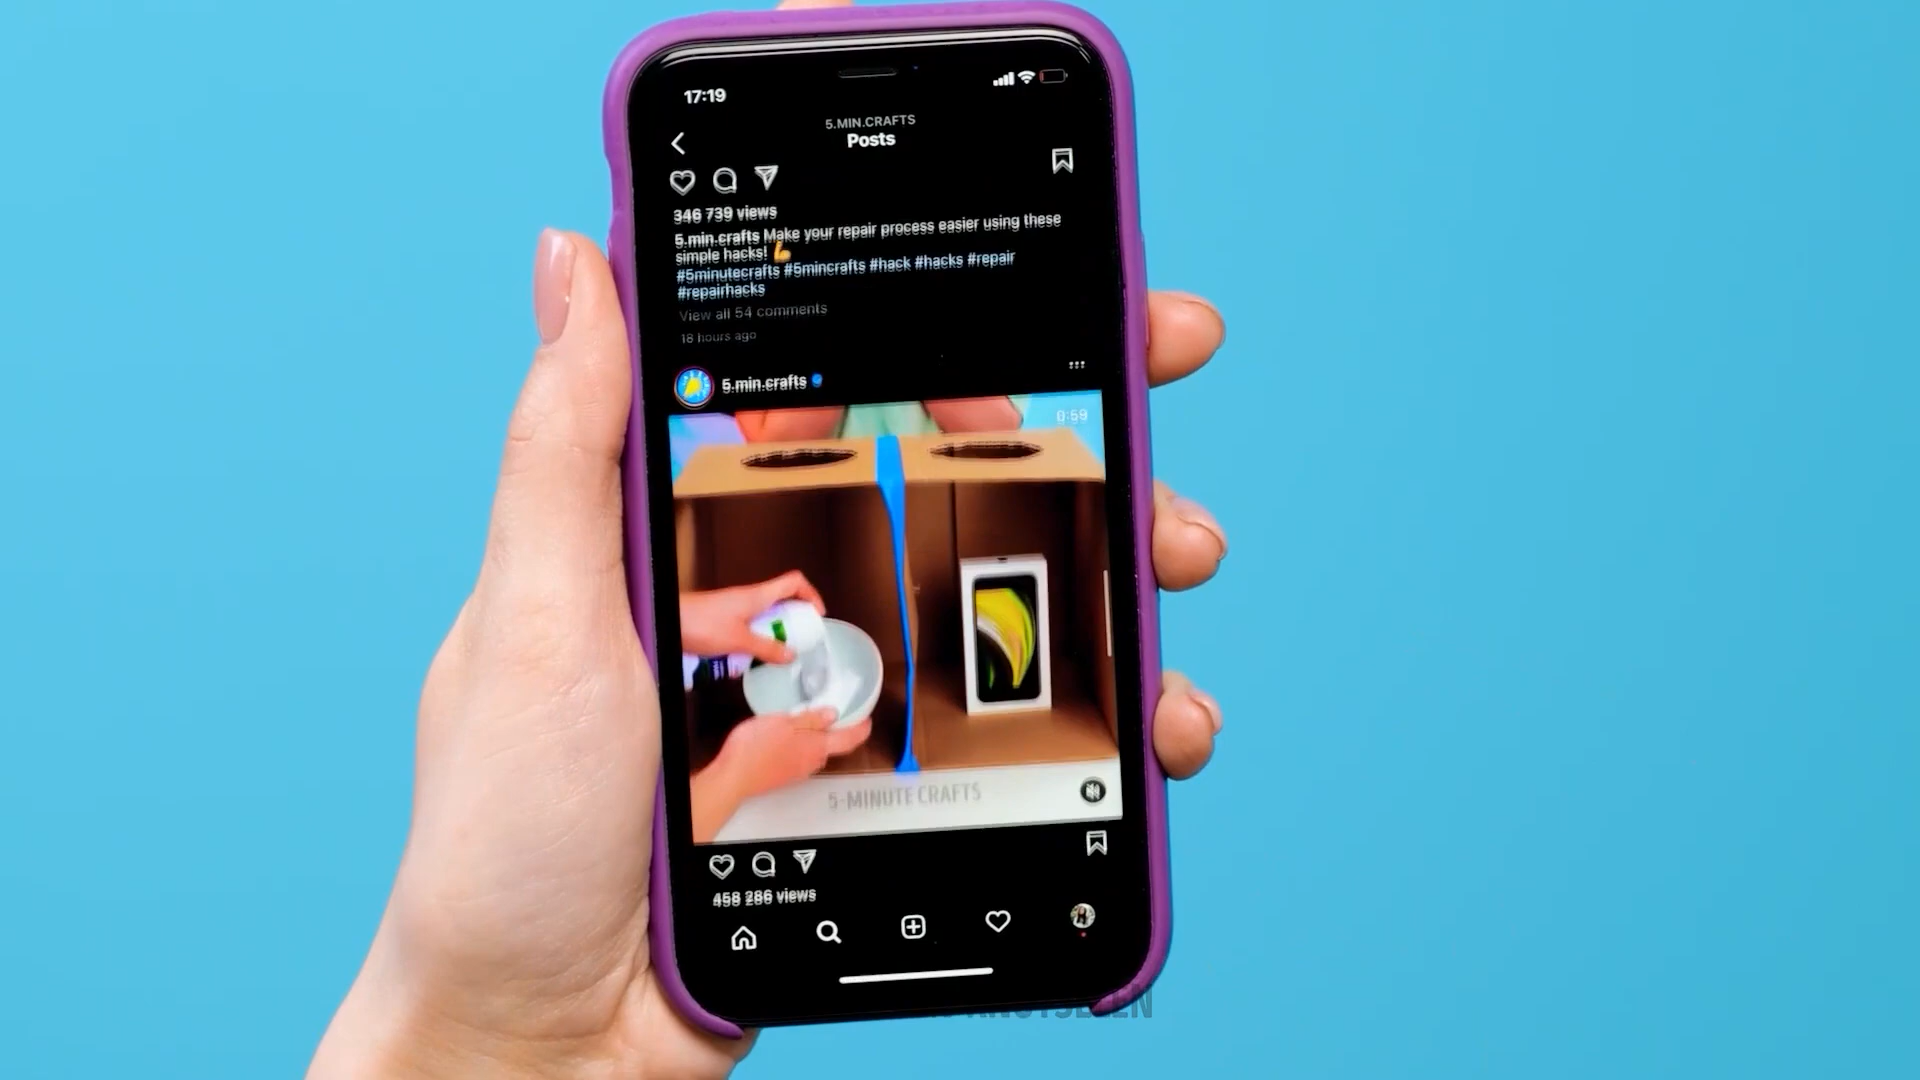 17:19
5.MIN.CRAFTS
Posts
346 739 views
5.min.crafts Make your repair process easier using these
simple hacks! 💪
#5minutecrafts #5mincrafts #hack #hacks #repair
#repairhacks
View all 54 comments
18 hours ago
5.min.crafts
0:59
5-MINUTE CRAFTS
458 286 views